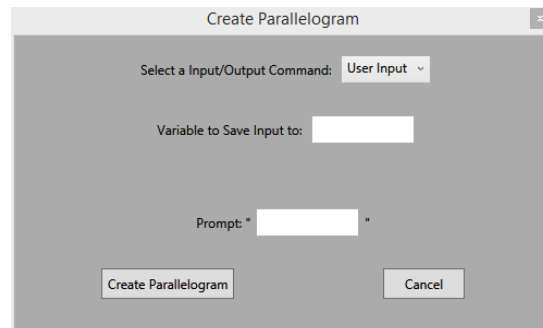 Create Parallelogram x
Select a Input/Output Command: User Input
Variable to Save Input to:
Prompt: " "
Create Parallelogram Cancel